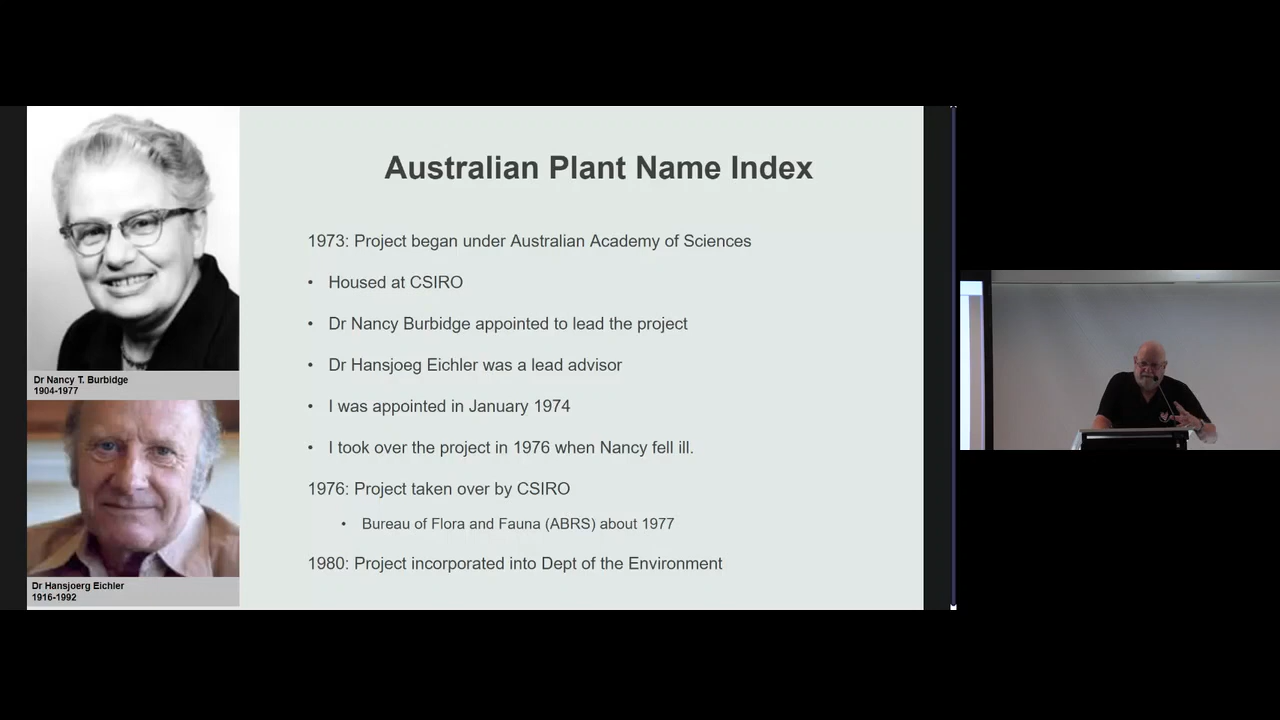 Australian Plant Name Index
1973: Project began under Australian Academy of Sciences
• Housed at CSIRO
• Dr Nancy Burbidge appointed to lead the project
• Dr Hansjoeg Eichler was a lead advisor
• I was appointed in January 1974
• I took over the project in 1976 when Nancy fell ill.
1976: Project taken over by CSIRO
• Bureau of Flora and Fauna (ABRS) about 1977
1980: Project incorporated into Dept of the Environment
Dr Nancy T. Burbidge
1904-1977
Dr Hansjoerg Eichler
1916-1992